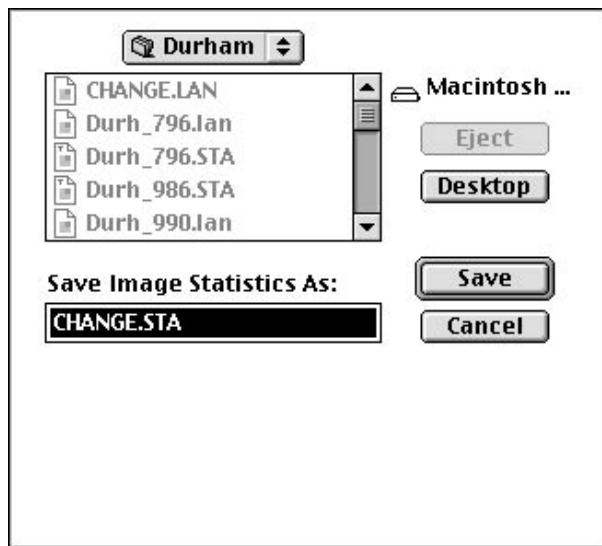 Durham
CHANGE.LAN
Durh_796.lan
Durh_796.STA
Durh_986.STA
Durh_990.lan
Macintosh ...
Eject
Desktop
Save Image Statistics As:
CHANGE.STA
Save
Cancel